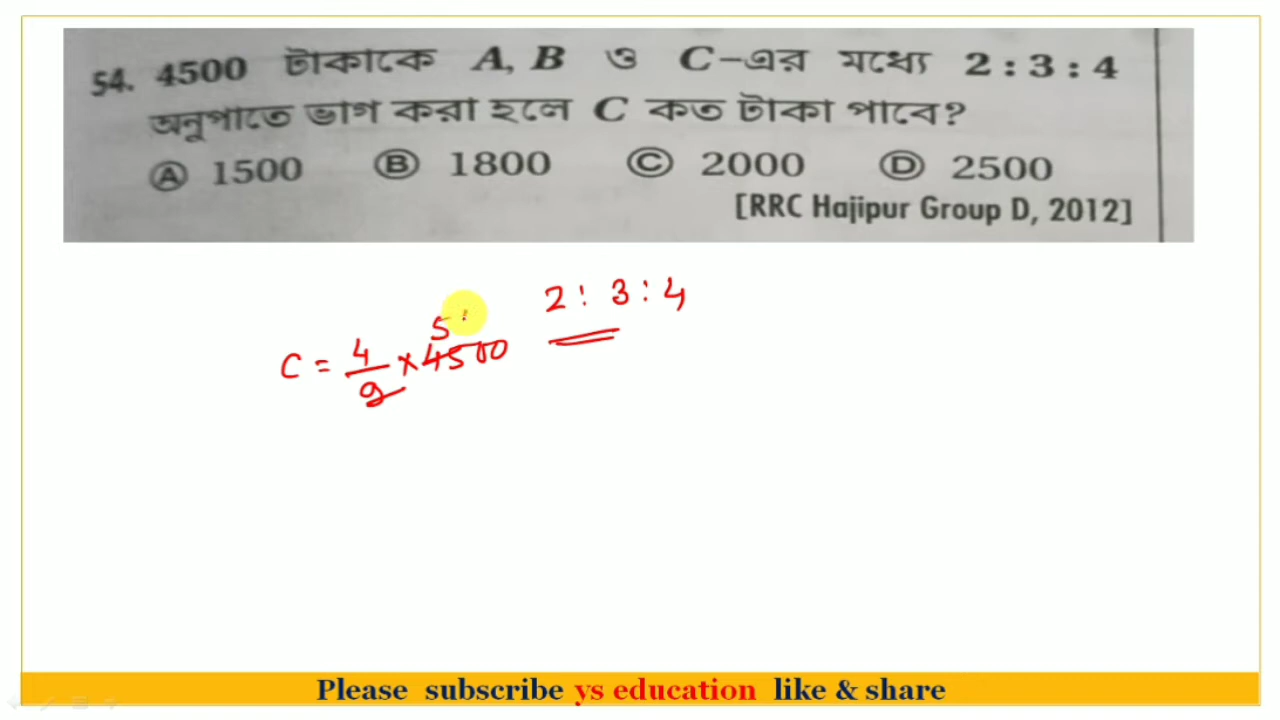 54. 4500 টাকাকে A, B ও C-এর মধ্যে 2 : 3 : 4
অনুপাতে ভাগ করা হলে C কত টাকা পাবে?
Ⓐ 1500 Ⓑ 1800 Ⓒ 2000 Ⓓ 2500
[RRC Hajipur Group D, 2012]
2 : 3 : 4
5
C = 4/9 × 4500
Please subscribe ys education like & share